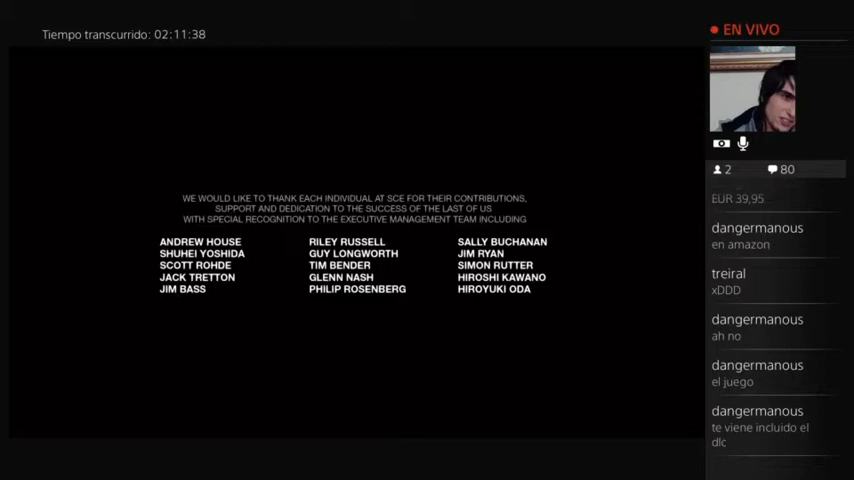 Tiempo transcurrido: 02:11:38
WE WOULD LIKE TO THANK EACH INDIVIDUAL AT SCE FOR THEIR CONTRIBUTIONS,
SUPPORT AND DEDICATION TO THE SUCCESS OF THE LAST OF US
WITH SPECIAL RECOGNITION TO THE EXECUTIVE MANAGEMENT TEAM INCLUDING
ANDREW HOUSE
SHUHEI YOSHIDA
SCOTT ROHDE
JACK TRETTON
JIM BASS
RILEY RUSSELL
GUY LONGWORTH
TIM BENDER
GLENN NASH
PHILIP ROSENBERG
SALLY BUCHANAN
JIM RYAN
SIMON RUTTER
HIROSHI KAWANO
HIROYUKI ODA
EN VIVO
2
80
EUR 39,95
dangermanous
en amazon
treiral
xDDD
dangermanous
ah no
dangermanous
el juego
dangermanous
te viene incluido el
dlc